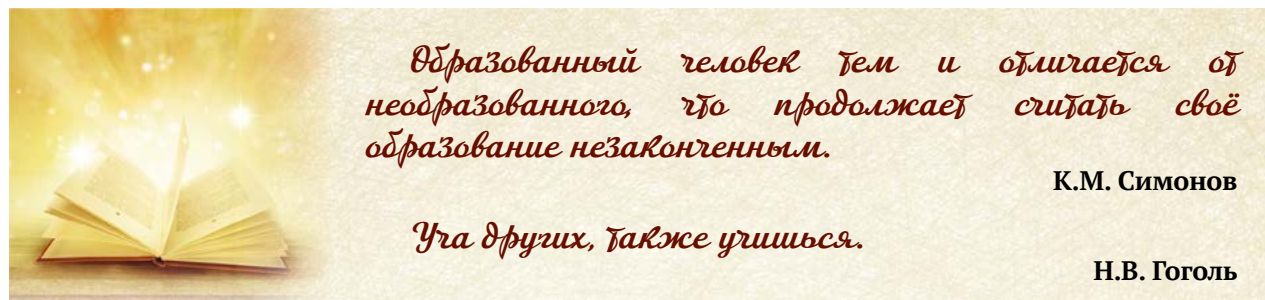 Образованный человек тем и отличается от
необразованного, что продолжает считать своё
образование незаконченным.
К.М. Симонов
Уча других, также учишься.
Н.В. Гоголь